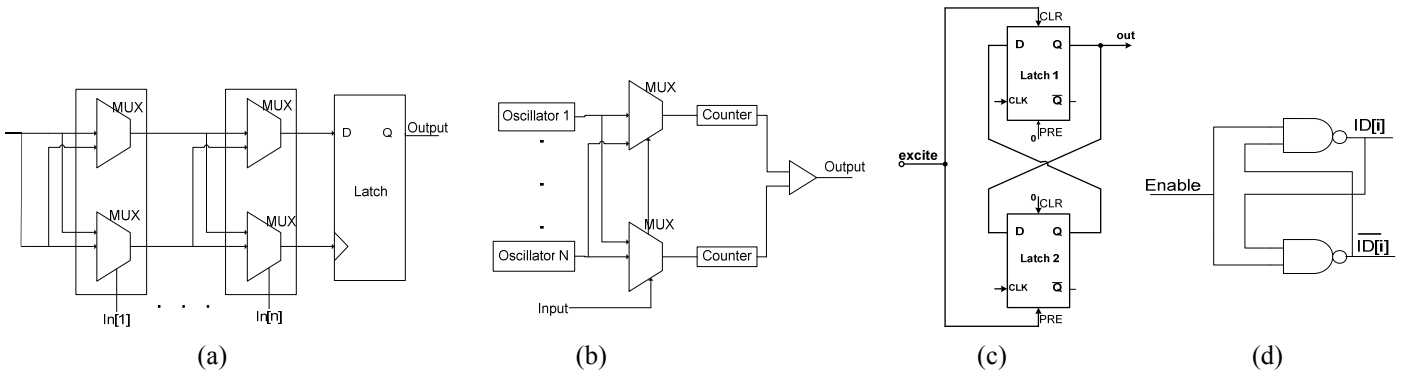 MUX
MUX
D Q
Output
Latch
MUX
MUX
In[1]
. . .
In[n]
(a)
Oscillator 1
MUX
Counter
Output
MUX
Oscillator N
Counter
Input
(b)
CLR
out
D Q
Latch 1
CLK Q
0
PRE
excite
0
CLR
D Q
Latch 2
CLK Q
PRE
(c)
ID[i]
Enable
ID[i]
(d)